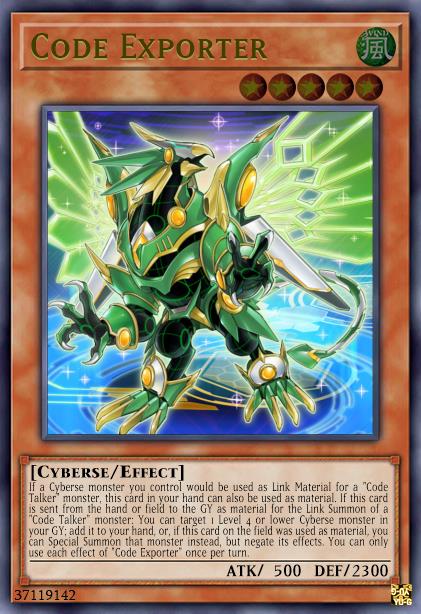 CODE EXPORTER
WIND
風
[CYBERSE/EFFECT]
If a Cyberse monster you control would be used as Link Material for a "Code
Talker" monster, this card in your hand can also be used as material. If this card
is sent from the hand or field to the GY as material for the Link Summon of a
"Code Talker" monster: You can target 1 Level 4 or lower Cyberse monster in
your GY; add it to your hand, or, if this card on the field was used as material, you
can Special Summon that monster instead, but negate its effects. You can only
use each effect of "Code Exporter" once per turn.
ATK/ 500 DEF/2300
37119142